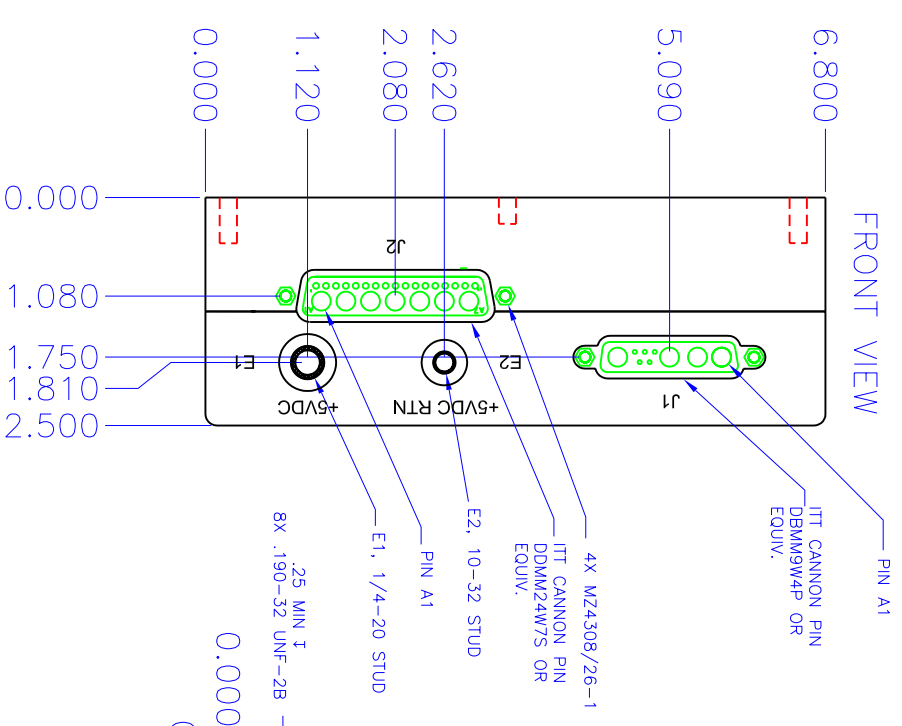 FRONT VIEW
0.000
1.120
2.080
2.620
5.090
6.800
0.000
1.080
1.750
1.810
2.500
J2
E1
E2
J1
+5VDC
+5VDC RTN
PIN A1
ITT CANNON PIN
DBMM9W4P OR
EQUIV.
4X MZ4308/26-1
ITT CANNON PIN
DDMM24W7S OR
EQUIV.
E2, 10-32 STUD
PIN A1
E1, 1/4-20 STUD
.25 MIN ↧
8X .190-32 UNF-2B
0.000